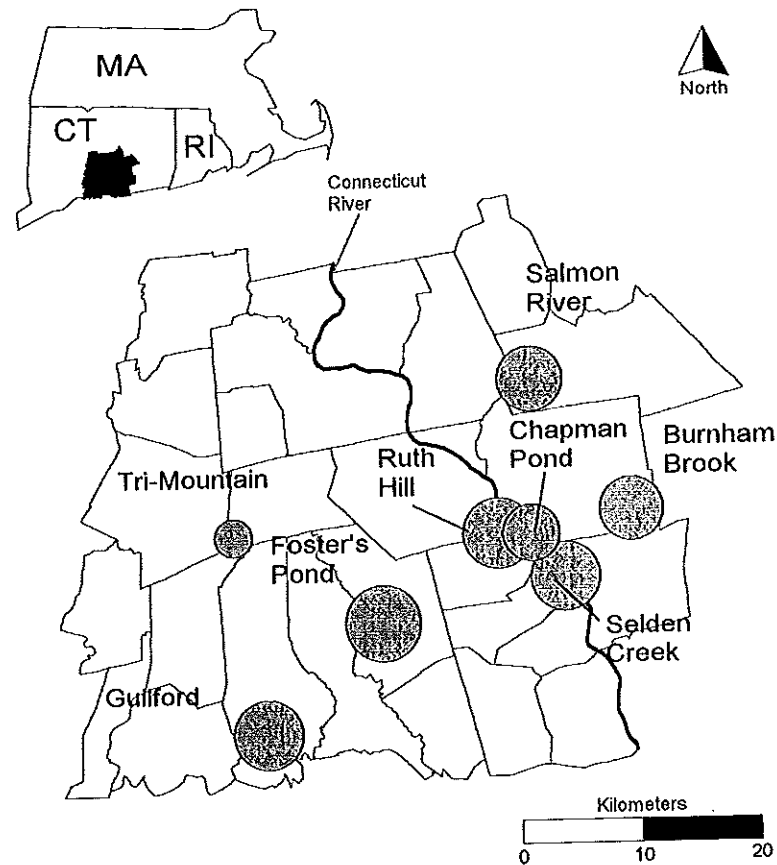 MA
CT
RI
North
Connecticut
River
Salmon
River
Chapman
Pond
Burnham
Brook
Ruth
Hill
Tri-Mountain
Foster's
Pond
Selden
Creek
Guilford
Kilometers
0
10
20